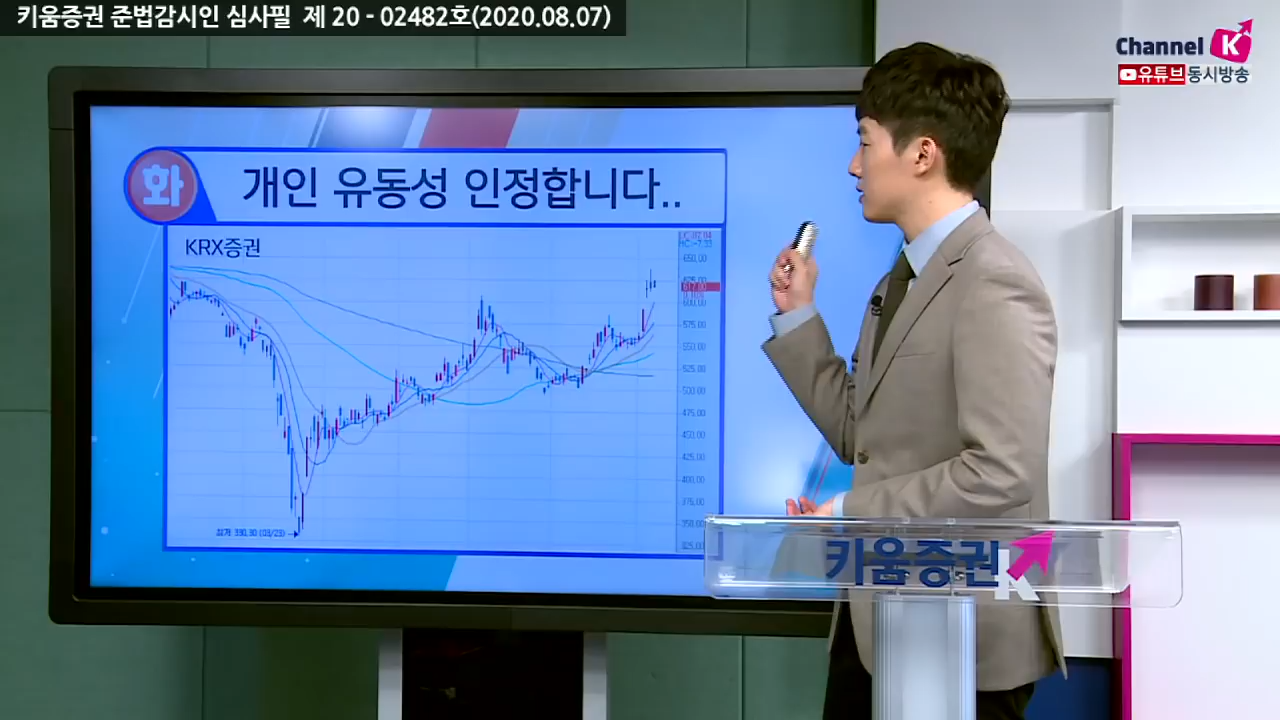 키움증권 준법감시인 심사필 제 20 - 02482호(2020.08.07)
Channel K
유튜브 동시방송
화 개인 유동성 인정합니다..
KRX증권
650.00
600.00
575.00
550.00
525.00
500.00
475.00
450.00
425.00
400.00
375.00
350.00
325.00
키움증권
K